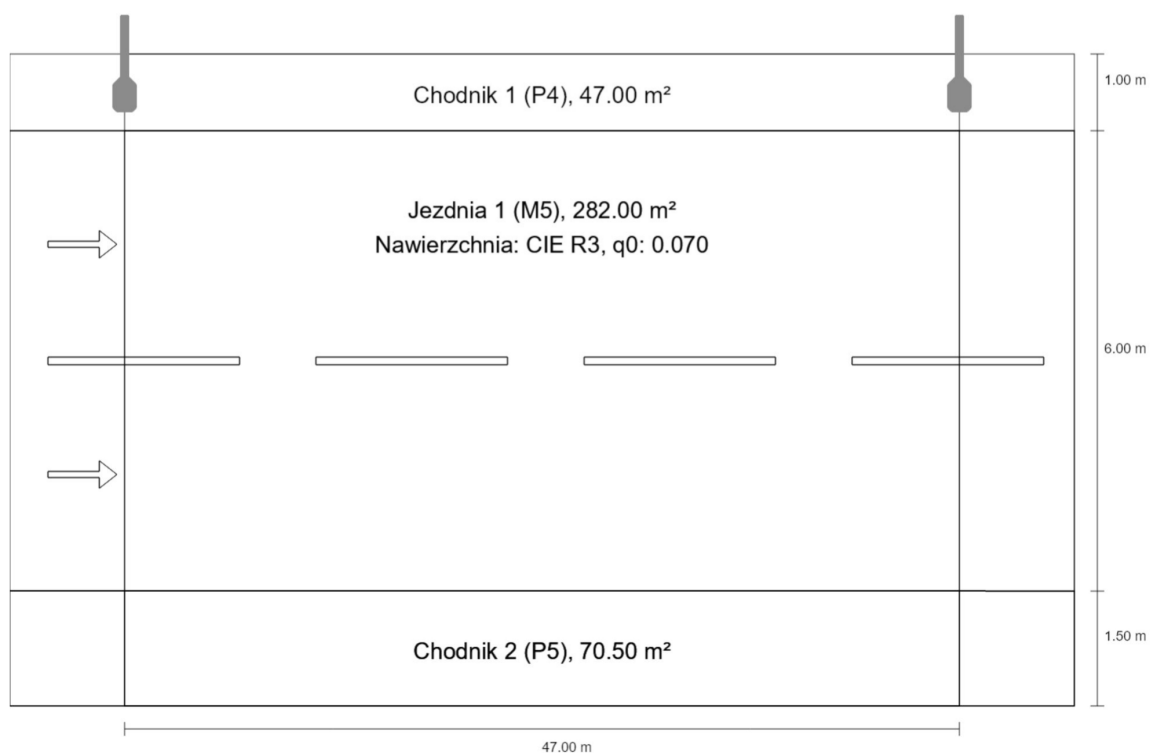 Chodnik 1 (P4), 47.00 m²
1.00 m
Jezdnia 1 (M5), 282.00 m²
Nawierzchnia: CIE R3, q0: 0.070
6.00 m
Chodnik 2 (P5), 70.50 m²
1.50 m
47.00 m